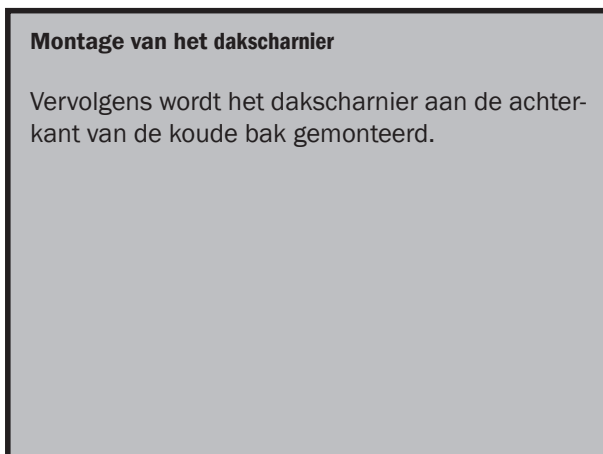 Montage van het dakscharnier
Vervolgens wordt het dakscharnier aan de achter-
kant van de koude bak gemonteerd.